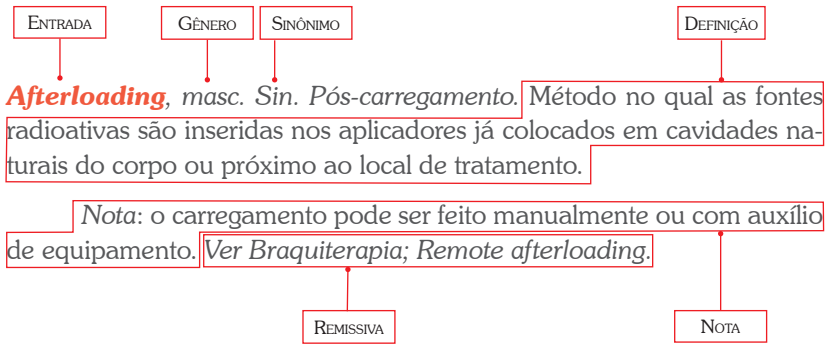 Entrada Gênero Sinônimo Definição
Afterloading, masc. Sin. Pós-carregamento. Método no qual as fontes
radioativas são inseridas nos aplicadores já colocados em cavidades na-
turais do corpo ou próximo ao local de tratamento.
Nota: o carregamento pode ser feito manualmente ou com auxílio
de equipamento. Ver Braquiterapia; Remote afterloading.
Remissiva Nota